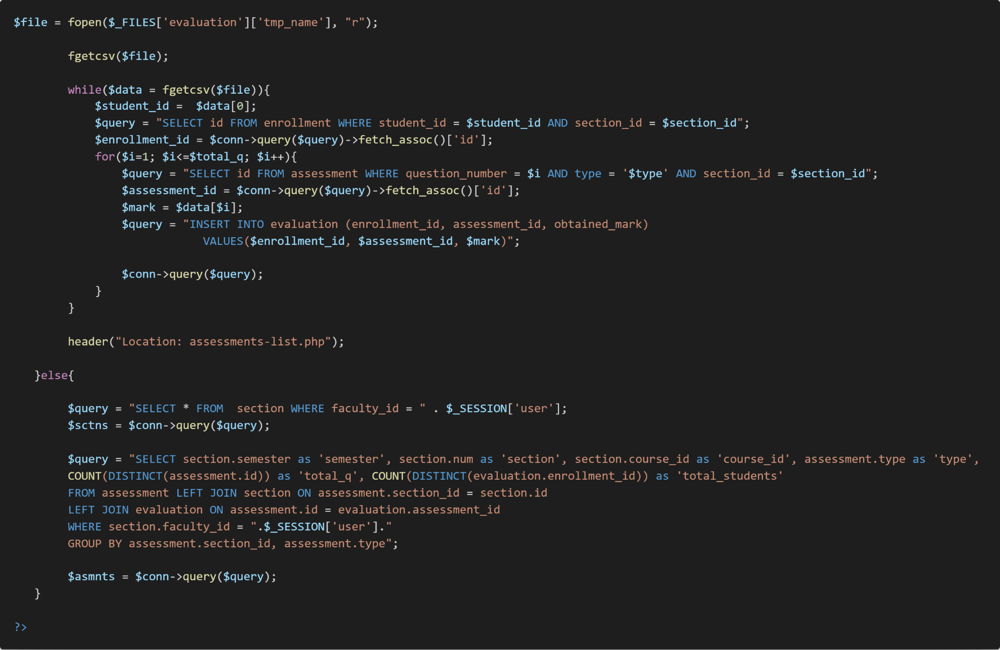 $file = fopen($_FILES['evaluation']['tmp_name'], "r");
fgetcsv($file);
while($data = fgetcsv($file)){
$student_id =  $data[0];
$query = "SELECT id FROM enrollment WHERE student_id = $student_id AND section_id = $section_id";
$enrollment_id = $conn->query($query)->fetch_assoc()['id'];
for($i=1; $i<=$total_q; $i++){
$query = "SELECT id FROM assessment WHERE question_number = $i AND type = '$type' AND section_id = $section_id";
$assessment_id = $conn->query($query)->fetch_assoc()['id'];
$mark = $data[$i];
$query = "INSERT INTO evaluation (enrollment_id, assessment_id, obtained_mark)
VALUES($enrollment_id, $assessment_id, $mark)";
$conn->query($query);
}
}
header("Location: assessments-list.php");
}else{
$query = "SELECT * FROM  section WHERE faculty_id = " . $_SESSION['user'];
$sctns = $conn->query($query);
$query = "SELECT section.semester as 'semester', section.num as 'section', section.course_id as 'course_id', assessment.type as 'type',
COUNT(DISTINCT(assessment.id)) as 'total_q', COUNT(DISTINCT(evaluation.enrollment_id)) as 'total_students'
FROM assessment LEFT JOIN section ON assessment.section_id = section.id
LEFT JOIN evaluation ON assessment.id = evaluation.assessment_id
WHERE section.faculty_id = ".$_SESSION['user']."
GROUP BY assessment.section_id, assessment.type";
$asmnts = $conn->query($query);
}
?>